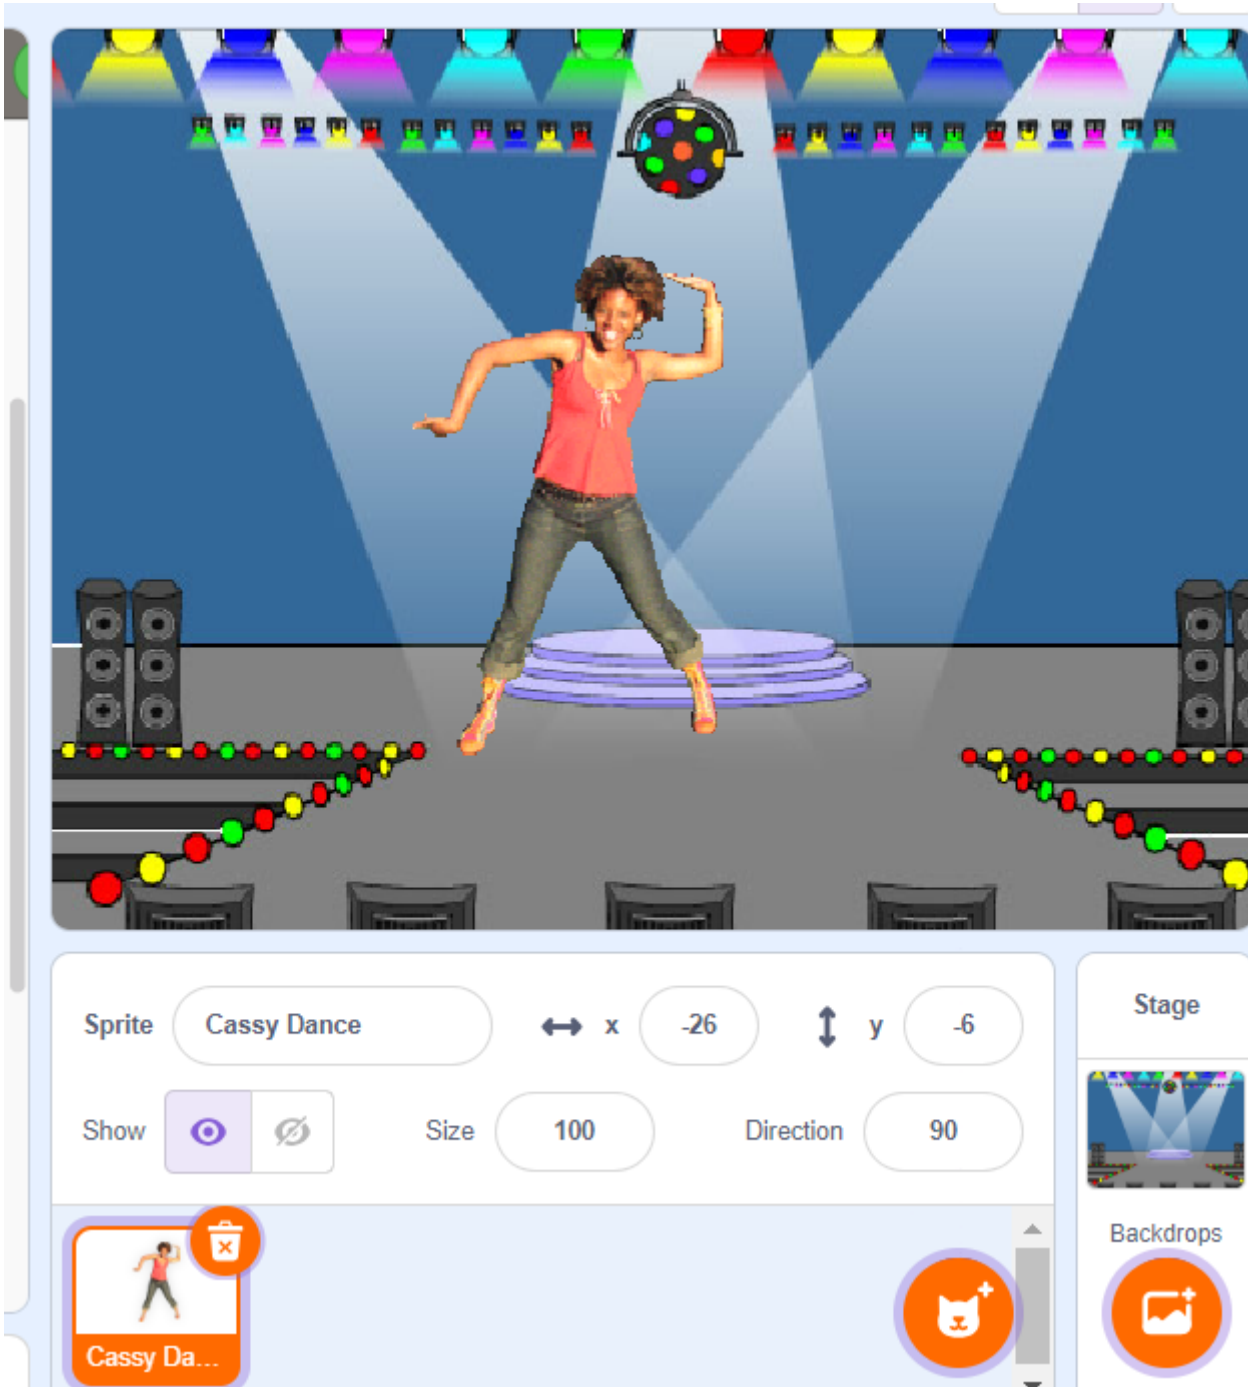 Sprite Cassy Dance x -26 y -6
Show Size 100 Direction 90
Cassy Da...
Stage
Backdrops